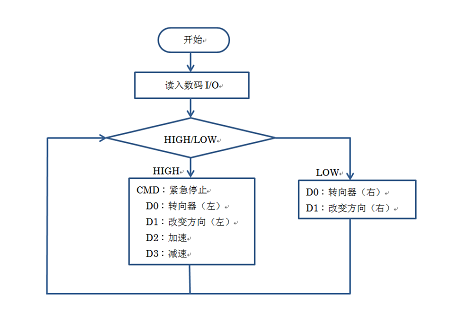 开始
读入数码 I/O
HIGH/LOW
HIGH
LOW
CMD：紧急停止
D0：转向器（左）
D1：改变方向（左）
D2：加速
D3：减速
D0：转向器（右）
D1：改变方向（右）